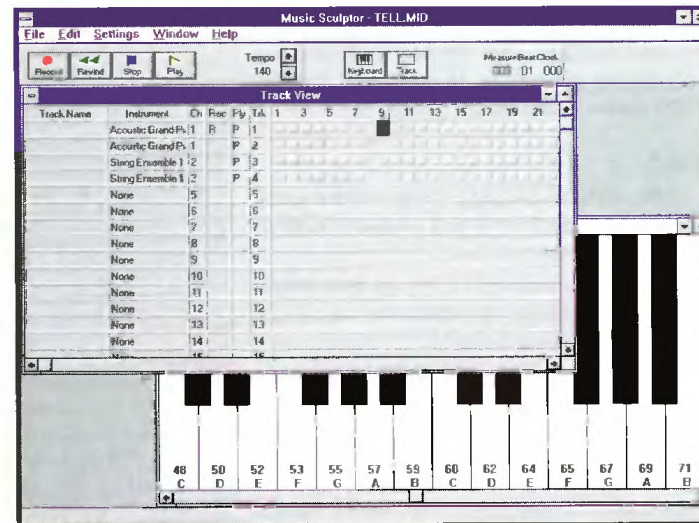 Music Sculptor - TELL.MID
File Edit Settings Window Help
Record Rewind Stop Play Tempo 140 Keyboard Track Measure Beat Clock 009 01 000
Track View
Track Name Instrument Ch Rec Ply Trk 1 3 5 7 9 11 13 15 17 19 21
Acoustic Grand Pi 1 R P 1
Acoustic Grand Pi 1 P 2
String Ensemble 1 2 P 3
String Ensemble 1 2 P 4
None 5 5
None 6 6
None 7 7
None 8 8
None 9 9
None 10 10
None 11 11
None 12 12
None 13 13
None 14 14
48 50 52 53 55 57 59 60 62 64 65 67 69 71
C D E F G A B C D E F G A B